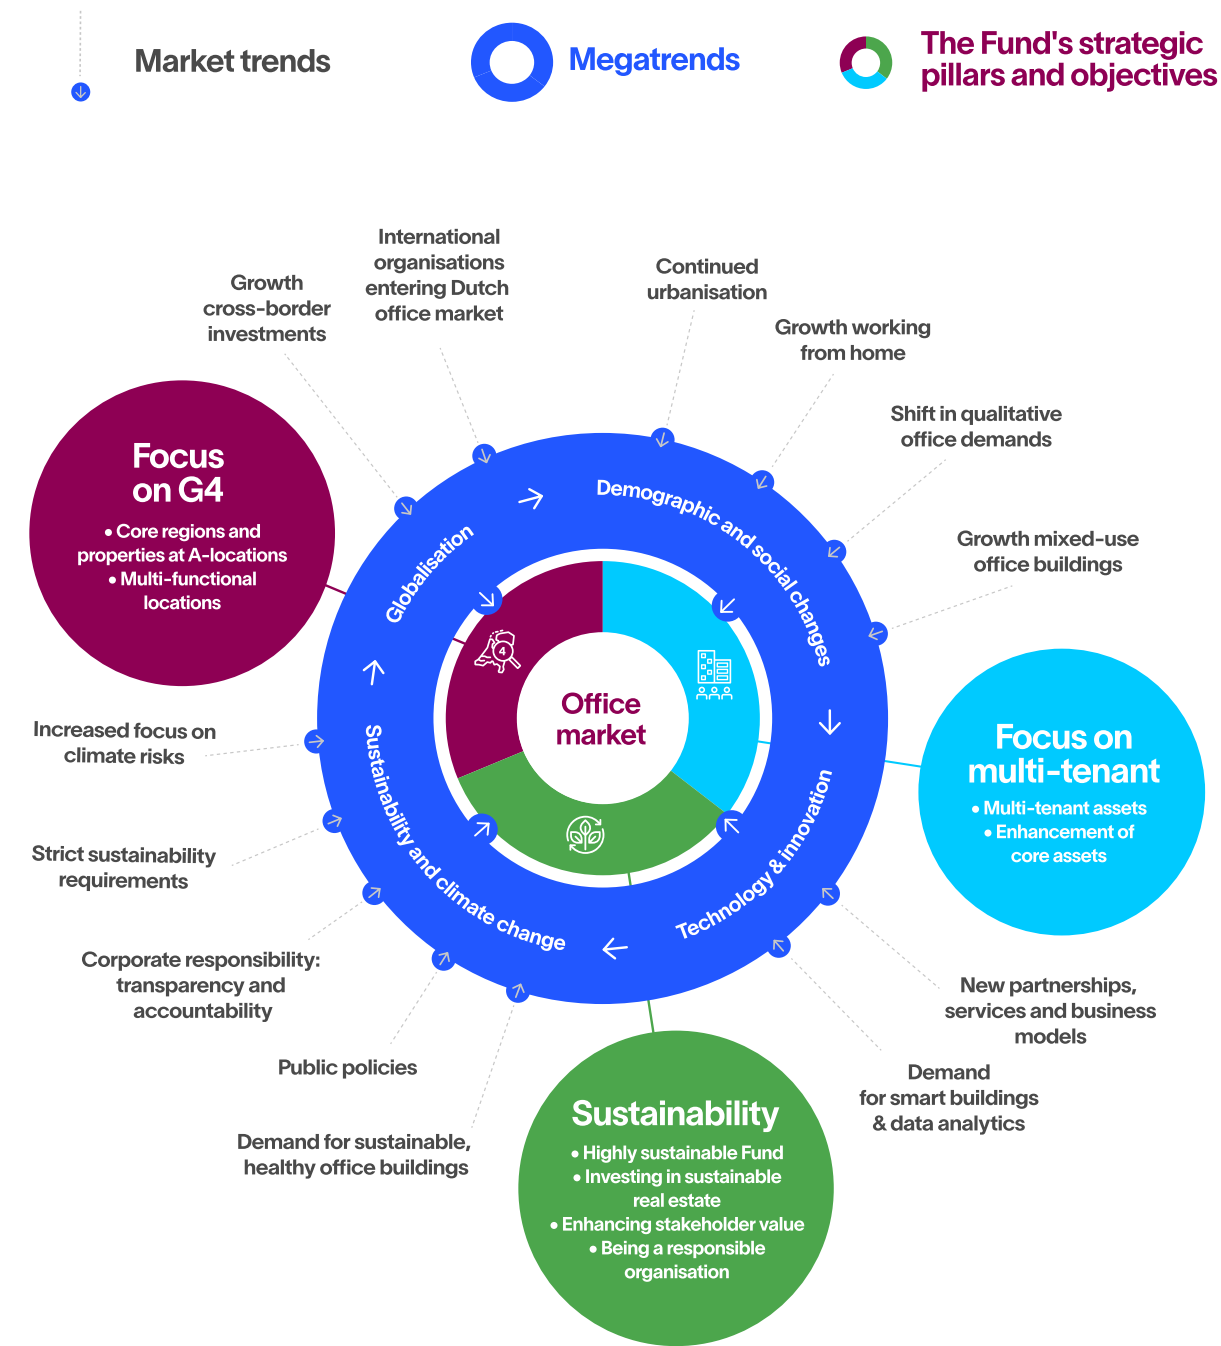 Market trends
Megatrends
The Fund's strategic
pillars and objectives
International
organisations
entering Dutch
office market
Growth
cross-border
investments
Continued
urbanisation
Growth working
from home
Shift in qualitative
office demands
Growth mixed-use
office buildings
Focus
on G4
• Core regions and
properties at A-locations
• Multi-functional
locations
Globalisation
Demographic and social changes
Technology & innovation
Sustainability and climate change
4
Office
market
Focus on
multi-tenant
• Multi-tenant assets
• Enhancement of
core assets
Increased focus on
climate risks
Strict sustainability
requirements
Corporate responsibility:
transparency and
accountability
Public policies
Demand for sustainable,
healthy office buildings
New partnerships,
services and business
models
Demand
for smart buildings
& data analytics
Sustainability
• Highly sustainable Fund
• Investing in sustainable
real estate
• Enhancing stakeholder value
• Being a responsible
organisation